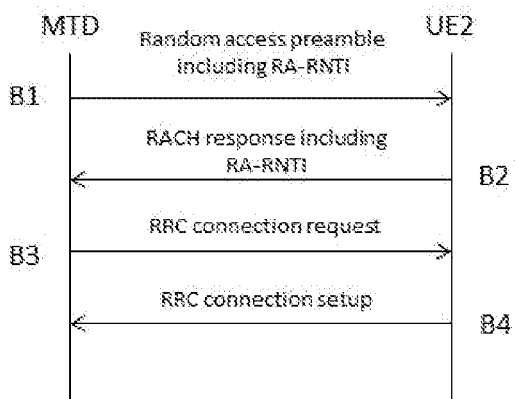 MTD
UE2
Random access preamble
including RA-RNTI
B1
RACH response including
RA-RNTI
B2
RRC connection request
B3
RRC connection setup
B4